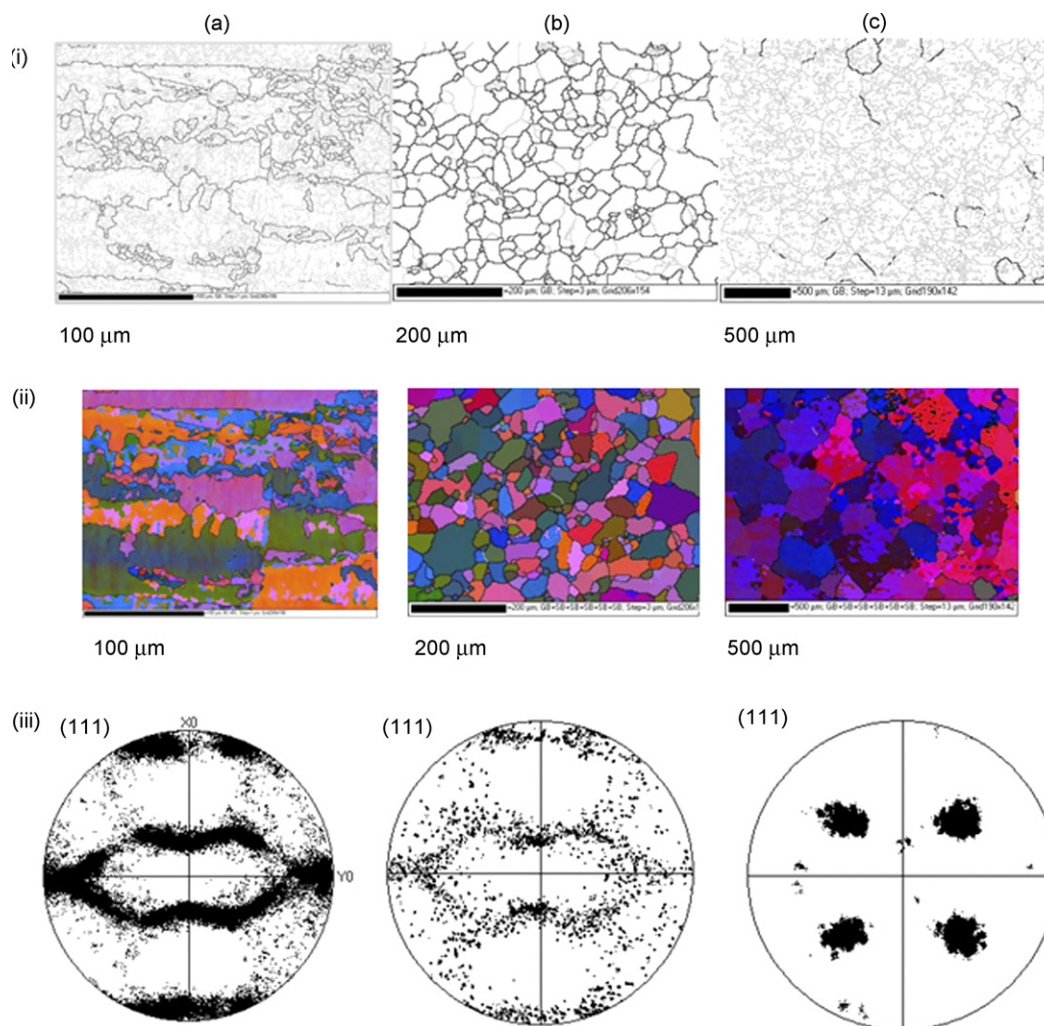 (a) (b) (c)
(i)
=200 µm; GB; Step=3 µm; Grid206x154
=500 µm; GB; Step=13 µm; Grid190x142
100 µm 200 µm 500 µm
(ii)
=200 µm; GB+SB+SB+SB+SB+SB; Step=3 µm; Grid206x1
=500 µm; GB+SB+SB+SB+SB+SB; Step=13 µm; Grid190x142
100 µm 200 µm 500 µm
(iii) (111) (111) (111)
X0
Y0